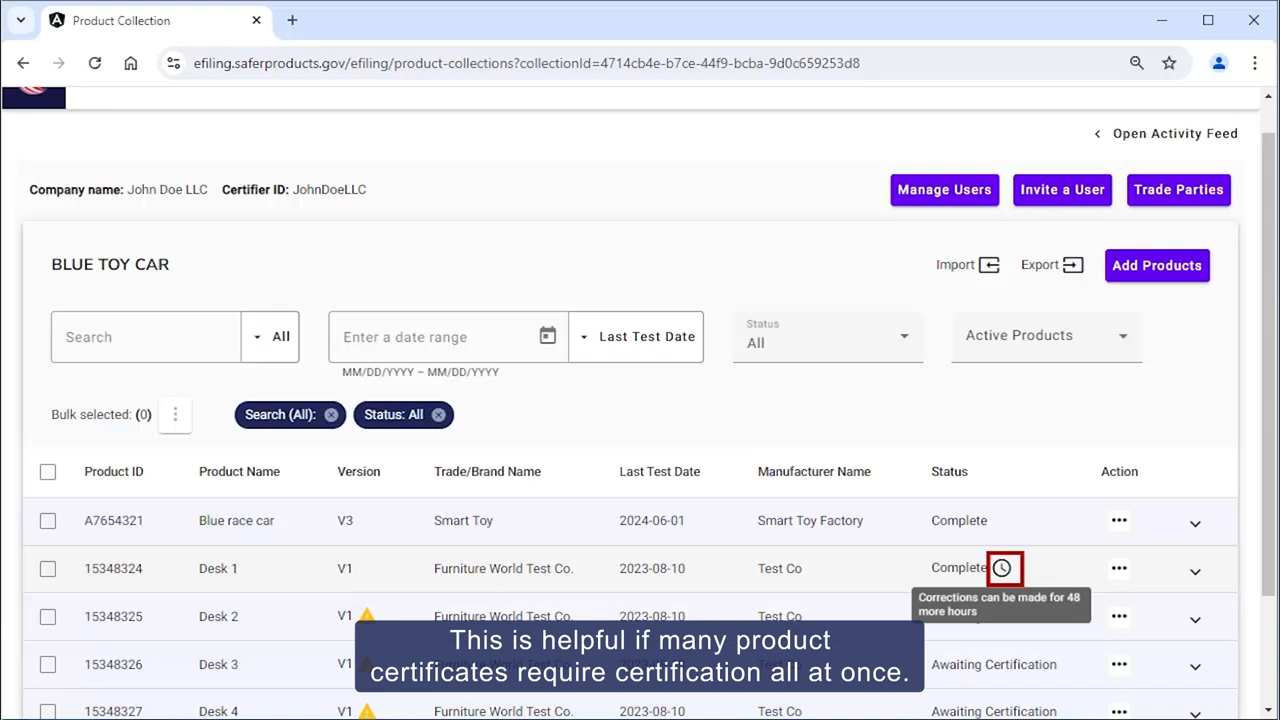 Product Collection
efiling.saferproducts.gov/efiling/product-collections?collectionId=4714cb4e-b7ce-44f9-bcba-9d0c659253d8
Open Activity Feed
Company name: John Doe LLC Certifier ID: JohnDoeLLC
Manage Users
Invite a User
Trade Parties
BLUE TOY CAR
Import
Export
Add Products
Search
All
Enter a date range
Last Test Date
Status
All
Active Products
MM/DD/YYYY – MM/DD/YYYY
Bulk selected: (0)
Search (All):
Status: All
Product ID Product Name Version Trade/Brand Name Last Test Date Manufacturer Name Status Action
A7654321 Blue race car V3 Smart Toy 2024-06-01 Smart Toy Factory Complete
15348324 Desk 1 V1 Furniture World Test Co. 2023-08-10 Test Co Complete
Corrections can be made for 48
more hours
15348325 Desk 2 V1 Furniture World Test Co. 2023-08-10 Test Co
15348326 Desk 3 V1 Awaiting Certification
15348327 Desk 4 V1 Furniture World Test Co. 2023-08-10 Test Co Awaiting Certification
This is helpful if many product
certificates require certification all at once.